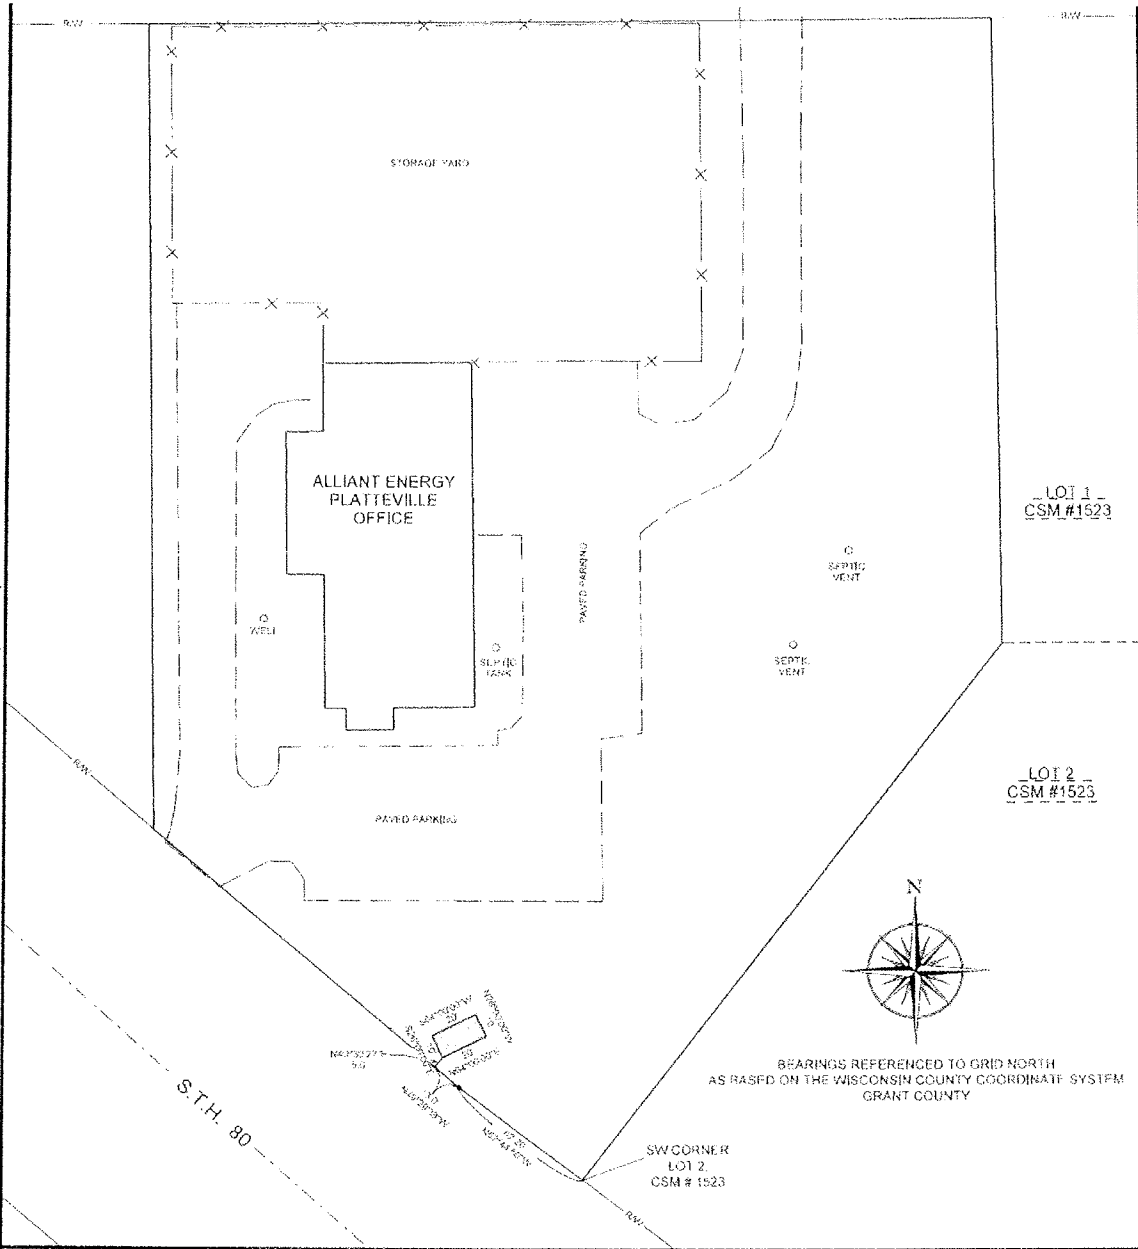 R/W
R/W
STORAGE YARD
ALLIANT ENERGY
PLATTEVILLE
OFFICE
LOT 1
CSM #1523
PAVED PARKING
SEPTIC
VENT
WELL
SEPTIC
TANK
SEPTIC
VENT
R/W
LOT 2
CSM #1523
PAVED PARKING
N
BEARINGS REFERENCED TO GRID NORTH
AS BASED ON THE WISCONSIN COUNTY COORDINATE SYSTEM
GRANT COUNTY
S.T.H. 80
SW CORNER
LOT 2,
CSM # 1523
R/W